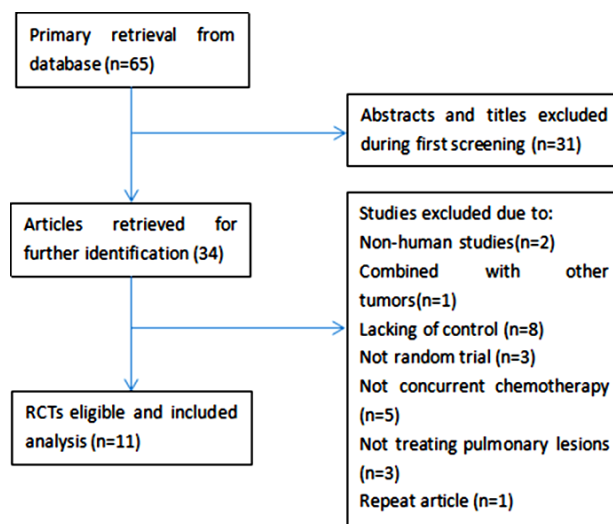 Primary retrieval from
database (n=65)
Abstracts and titles excluded
during first screening (n=31)
Articles retrieved for
further identification (34)
Studies excluded due to:
Non-human studies(n=2)
Combined with other
tumors(n=1)
Lacking of control (n=8)
Not random trial (n=3)
Not concurrent chemotherapy
(n=5)
Not treating pulmonary lesions
(n=3)
Repeat article (n=1)
RCTs eligible and included
analysis (n=11)